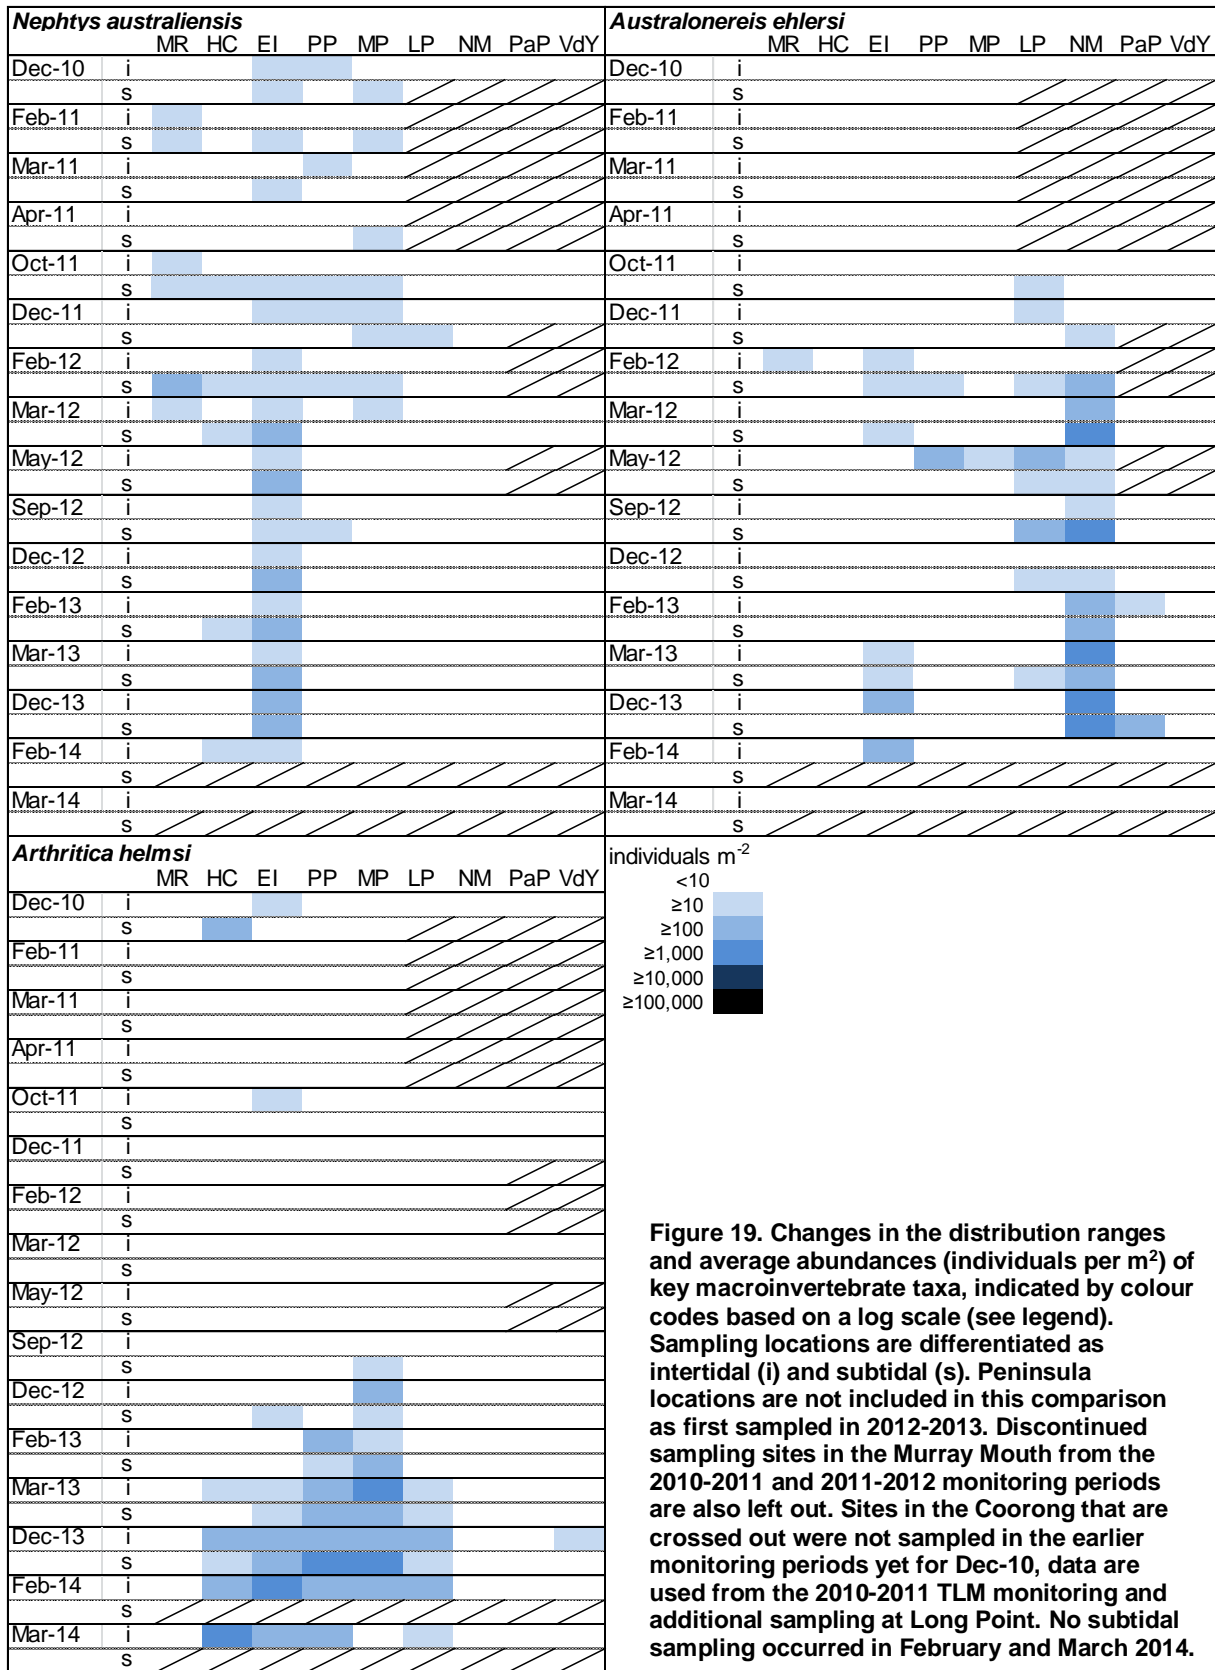 Nephtys australiensis
MR HC EI PP MP LP NM PaP VdY
Dec-10 i
s
Feb-11 i
s
Mar-11 i
s
Apr-11 i
s
Oct-11 i
s
Dec-11 i
s
Feb-12 i
s
Mar-12 i
s
May-12 i
s
Sep-12 i
s
Dec-12 i
s
Feb-13 i
s
Mar-13 i
s
Dec-13 i
s
Feb-14 i
s
Mar-14 i
s
Australonereis ehlersi
MR HC EI PP MP LP NM PaP VdY
Dec-10 i
s
Feb-11 i
s
Mar-11 i
s
Apr-11 i
s
Oct-11 i
s
Dec-11 i
s
Feb-12 i
s
Mar-12 i
s
May-12 i
s
Sep-12 i
s
Dec-12 i
s
Feb-13 i
s
Mar-13 i
s
Dec-13 i
s
Feb-14 i
s
Mar-14 i
s
Arthritica helmsi
MR HC EI PP MP LP NM PaP VdY
Dec-10 i
s
Feb-11 i
s
Mar-11 i
s
Apr-11 i
s
Oct-11 i
s
Dec-11 i
s
Feb-12 i
s
Mar-12 i
s
May-12 i
s
Sep-12 i
s
Dec-12 i
s
Feb-13 i
s
Mar-13 i
s
Dec-13 i
s
Feb-14 i
s
Mar-14 i
s
individuals m⁻²
<10
≥10
≥100
≥1,000
≥10,000
≥100,000
Figure 19. Changes in the distribution ranges
and average abundances (individuals per m²) of
key macroinvertebrate taxa, indicated by colour
codes based on a log scale (see legend).
Sampling locations are differentiated as
intertidal (i) and subtidal (s). Peninsula
locations are not included in this comparison
as first sampled in 2012-2013. Discontinued
sampling sites in the Murray Mouth from the
2010-2011 and 2011-2012 monitoring periods
are also left out. Sites in the Coorong that are
crossed out were not sampled in the earlier
monitoring periods yet for Dec-10, data are
used from the 2010-2011 TLM monitoring and
additional sampling at Long Point. No subtidal
sampling occurred in February and March 2014.